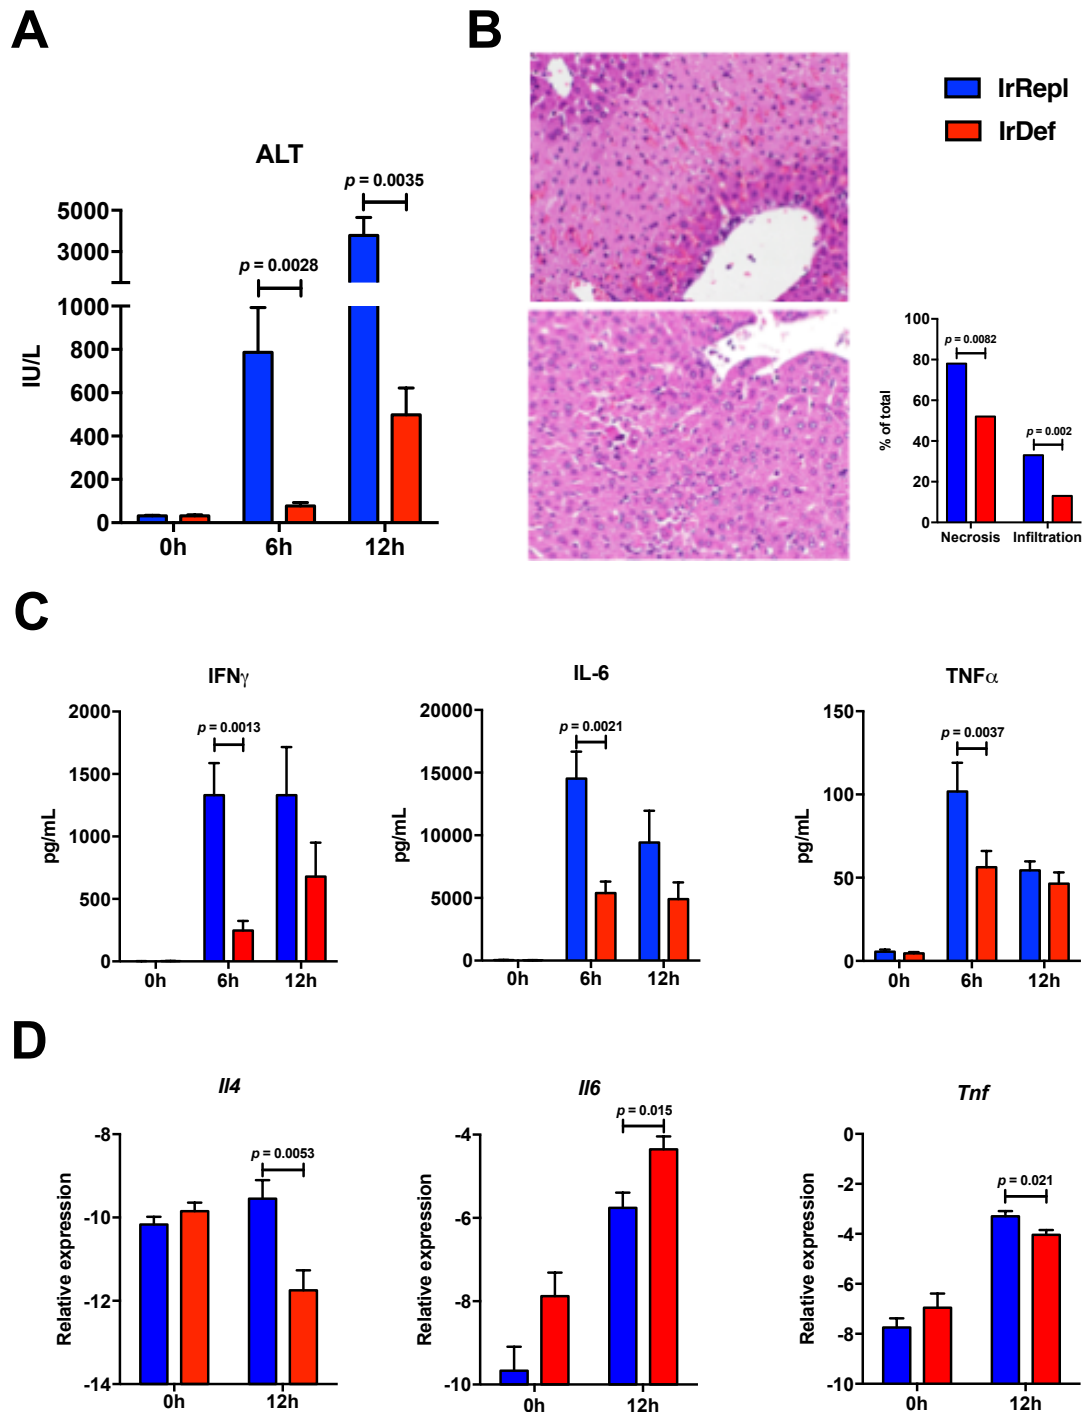 A
B
IrRepl
IrDef
ALT
p = 0.0035
p = 0.0028
5000
3000
1000
800
600
400
200
0
IU/L
0h 6h 12h
100
80
60
40
20
0
% of total
p = 0.0082
p = 0.002
Necrosis Infiltration
C
IFNγ
2000
1500
1000
500
0
pg/mL
p = 0.0013
0h 6h 12h
IL-6
20000
15000
10000
5000
0
pg/mL
p = 0.0021
0h 6h 12h
TNFα
150
100
50
0
pg/mL
p = 0.0037
0h 6h 12h
D
Il4
-8
-10
-12
-14
Relative expression
p = 0.0053
0h 12h
Il6
-4
-6
-8
-10
Relative expression
p = 0.015
0h 12h
Tnf
0
-2
-4
-6
-8
-10
Relative expression
p = 0.021
0h 12h